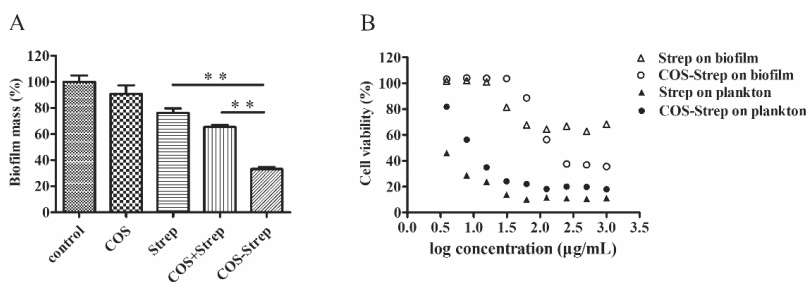 A
Biofilm mass (%)
120
100
80
60
40
20
0
* *
* *
control
COS
Strep
COS+Strep
COS-Strep
B
Cell viability (%)
120
100
80
60
40
20
0
0.0 0.5 1.0 1.5 2.0 2.5 3.0 3.5
log concentration (μg/mL)
Strep on biofilm
COS-Strep on biofilm
Strep on plankton
COS-Strep on plankton